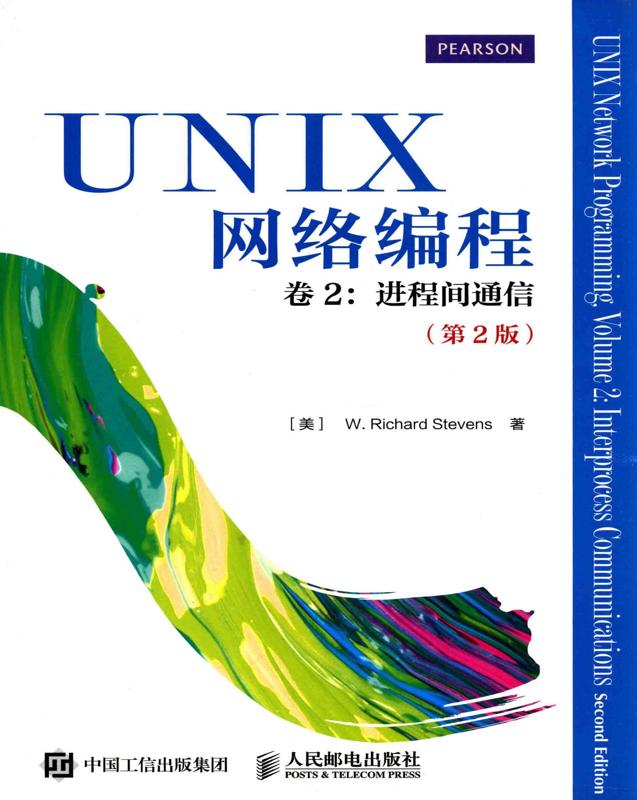 PEARSON
UNIX
网络编程
卷 2：进程间通信
（第 2 版）
［美］ W. Richard Stevens 著
UNIX Network Programming, Volume 2: Interprocess Communications Second Edition
中国工信出版集团
人民邮电出版社
POSTS & TELECOM PRESS